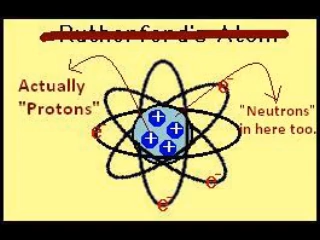 Rutherford's Atom
Actually
"Protons"
"Neutrons"
in here too.
e⁻
e
e⁻
e⁻
+
+
+
+